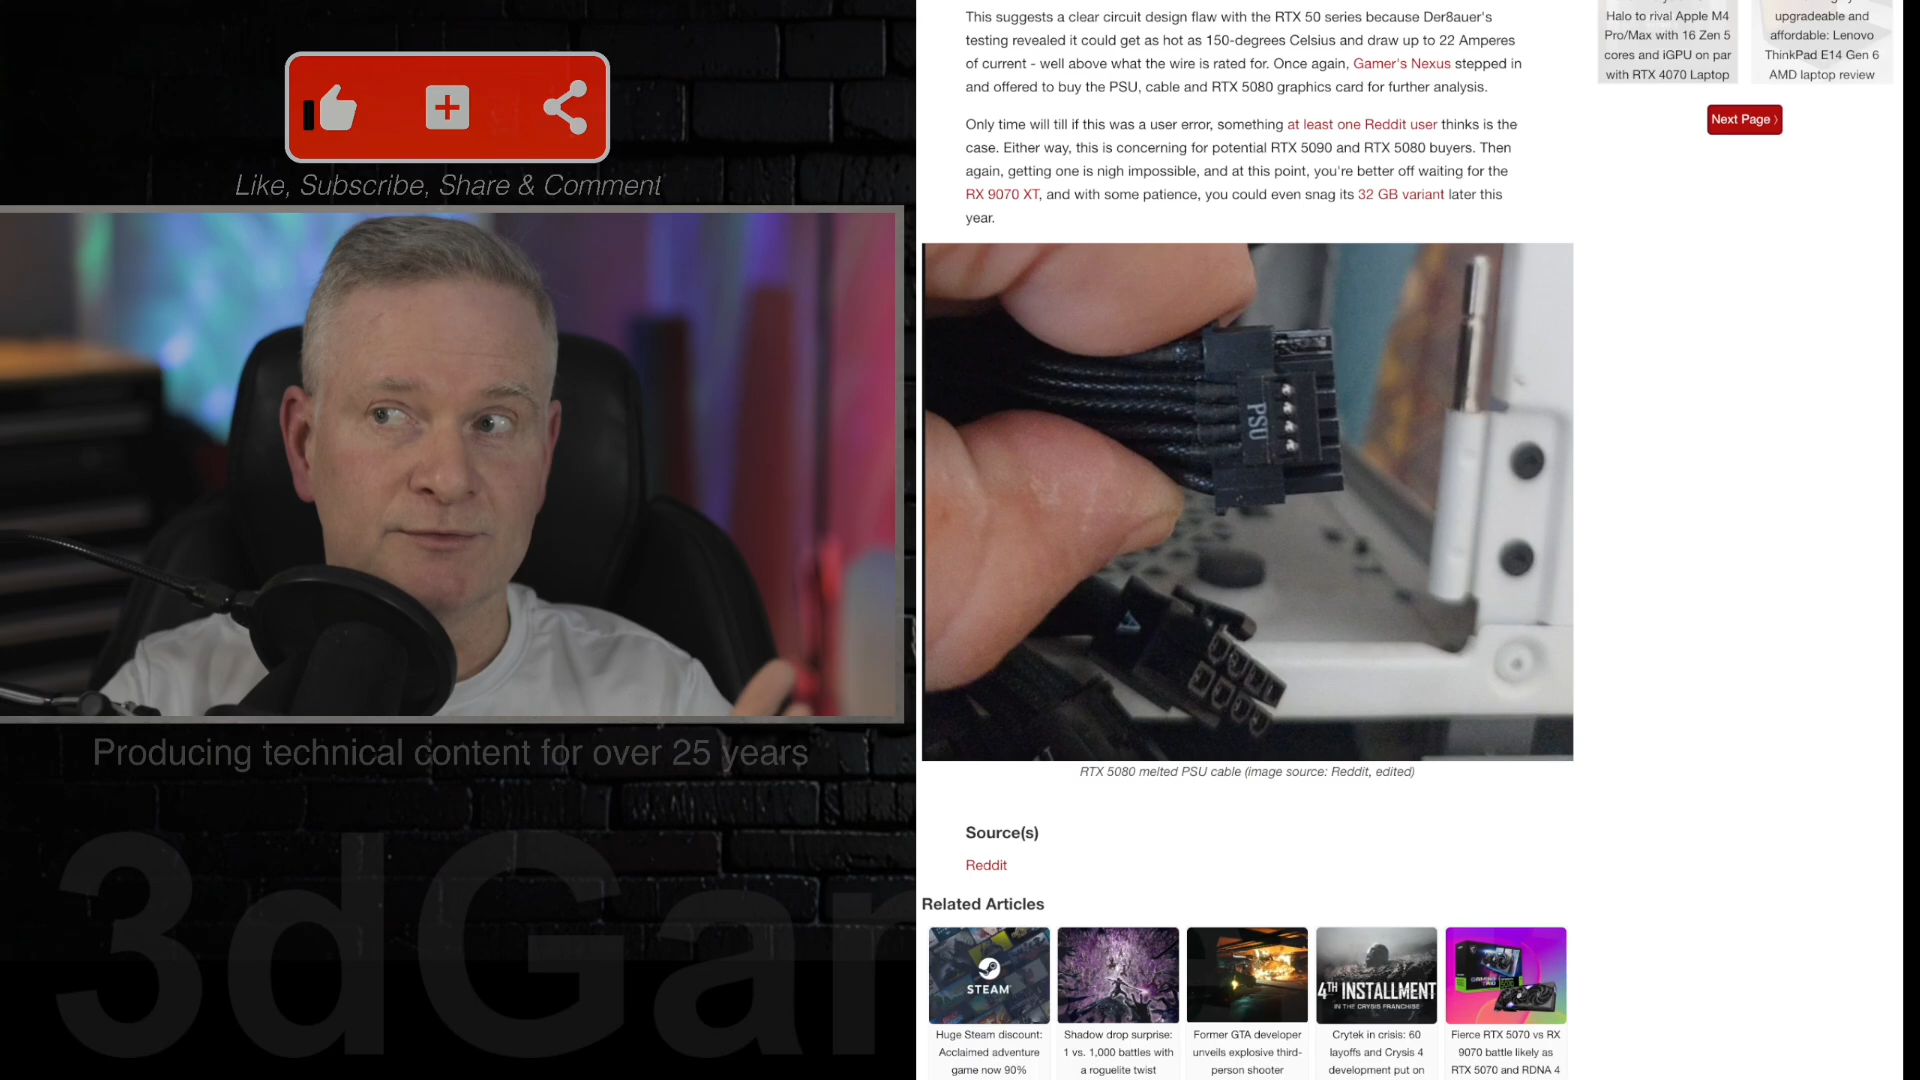 Like, Subscribe, Share & Comment
Producing technical content for over 25 years
3dGa
This suggests a clear circuit design flaw with the RTX 50 series because Der8auer's
testing revealed it could get as hot as 150-degrees Celsius and draw up to 22 Amperes
of current - well above what the wire is rated for. Once again, Gamer's Nexus stepped in
and offered to buy the PSU, cable and RTX 5080 graphics card for further analysis.
Only time will till if this was a user error, something at least one Reddit user thinks is the
case. Either way, this is concerning for potential RTX 5090 and RTX 5080 buyers. Then
again, getting one is nigh impossible, and at this point, you're better off waiting for the
RX 9070 XT, and with some patience, you could even snag its 32 GB variant later this
year.
PSU
RTX 5080 melted PSU cable (image source: Reddit, edited)
Source(s)
Reddit
Related Articles
STEAM
4TH INSTALLMENT
IN THE CRYSIS FRANCHISE
Huge Steam discount:
Acclaimed adventure
game now 90%
Shadow drop surprise:
1 vs. 1,000 battles with
a roguelite twist
Former GTA developer
unveils explosive third-
person shooter
Crytek in crisis: 60
layoffs and Crysis 4
development put on
Fierce RTX 5070 vs RX
9070 battle likely as
RTX 5070 and RDNA 4
Halo to rival Apple M4
Pro/Max with 16 Zen 5
cores and iGPU on par
with RTX 4070 Laptop
upgradeable and
affordable: Lenovo
ThinkPad E14 Gen 6
AMD laptop review
Next Page ⟩